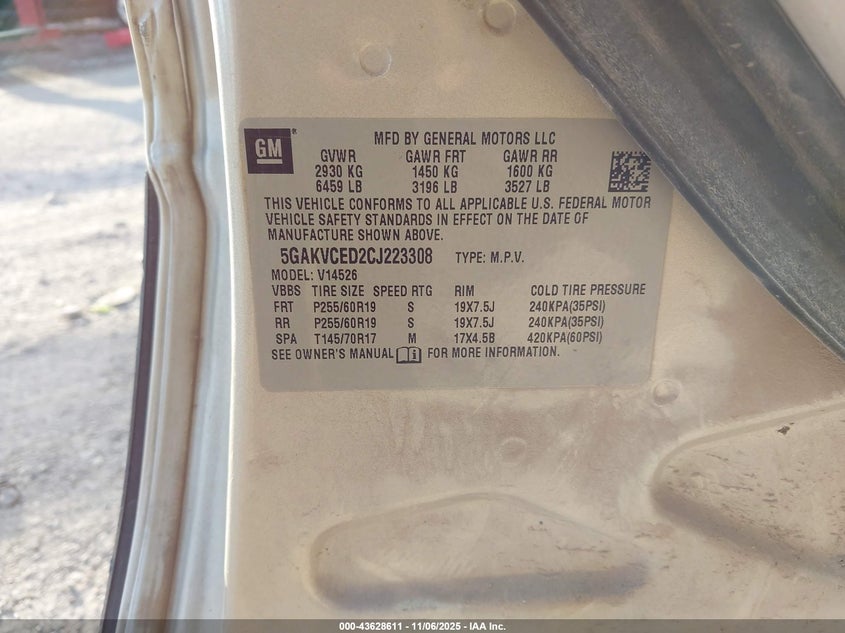 GM®
MFD BY GENERAL MOTORS LLC
GVWR GAWR FRT GAWR RR
2930 KG 1450 KG 1600 KG
6459 LB 3196 LB 3527 LB
THIS VEHICLE CONFORMS TO ALL APPLICABLE U.S. FEDERAL MOTOR
VEHICLE SAFETY STANDARDS IN EFFECT ON THE DATE OF
MANUFACTURE SHOWN ABOVE.
5GAKVCED2CJ223308 TYPE: M.P.V.
MODEL: V14526
VBBS TIRE SIZE SPEED RTG RIM COLD TIRE PRESSURE
FRT P255/60R19 S 19X7.5J 240KPA(35PSI)
RR P255/60R19 S 19X7.5J 240KPA(35PSI)
SPA T145/70R17 M 17X4.5B 420KPA(60PSI)
SEE OWNER'S MANUAL FOR MORE INFORMATION.
000-43628611 - 11/06/2025 - IAA Inc.